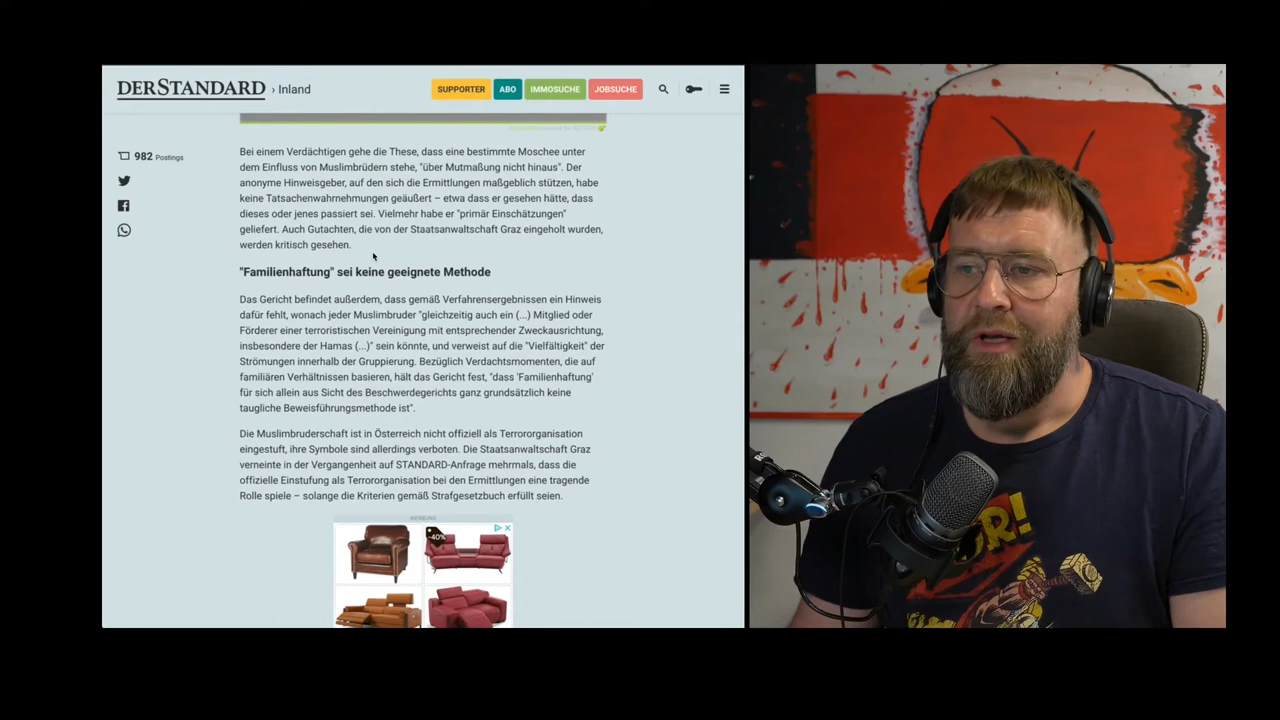 DERSTANDARD › Inland
SUPPORTER
ABO
IMMOSUCHE
JOBSUCHE
982 Postings
Bei einem Verdächtigen gehe die These, dass eine bestimmte Moschee unter
dem Einfluss von Muslimbrüdern stehe, "über Mutmaßung nicht hinaus". Der
anonyme Hinweisgeber, auf den sich die Ermittlungen maßgeblich stützen, habe
keine Tatsachenwahrnehmungen geäußert – etwa dass er gesehen hätte, dass
dieses oder jenes passiert sei. Vielmehr habe er "primär Einschätzungen"
geliefert. Auch Gutachten, die von der Staatsanwaltschaft Graz eingeholt wurden,
werden kritisch gesehen.
"Familienhaftung" sei keine geeignete Methode
Das Gericht befindet außerdem, dass gemäß Verfahrensergebnissen ein Hinweis
dafür fehlt, wonach jeder Muslimbruder "gleichzeitig auch ein (...) Mitglied oder
Förderer einer terroristischen Vereinigung mit entsprechender Zweckausrichtung,
insbesondere der Hamas (...)" sein könnte, und verweist auf die "Vielfältigkeit" der
Strömungen innerhalb der Gruppierung. Bezüglich Verdachtsmomenten, die auf
familiären Verhältnissen basieren, hält das Gericht fest, "dass 'Familienhaftung'
für sich allein aus Sicht des Beschwerdegerichts ganz grundsätzlich keine
taugliche Beweisführungsmethode ist".
Die Muslimbruderschaft ist in Österreich nicht offiziell als Terrororganisation
eingestuft, ihre Symbole sind allerdings verboten. Die Staatsanwaltschaft Graz
verneinte in der Vergangenheit auf STANDARD-Anfrage mehrmals, dass die
offizielle Einstufung als Terrororganisation bei den Ermittlungen eine tragende
Rolle spiele – solange die Kriterien gemäß Strafgesetzbuch erfüllt seien.
WERBUNG
-40%